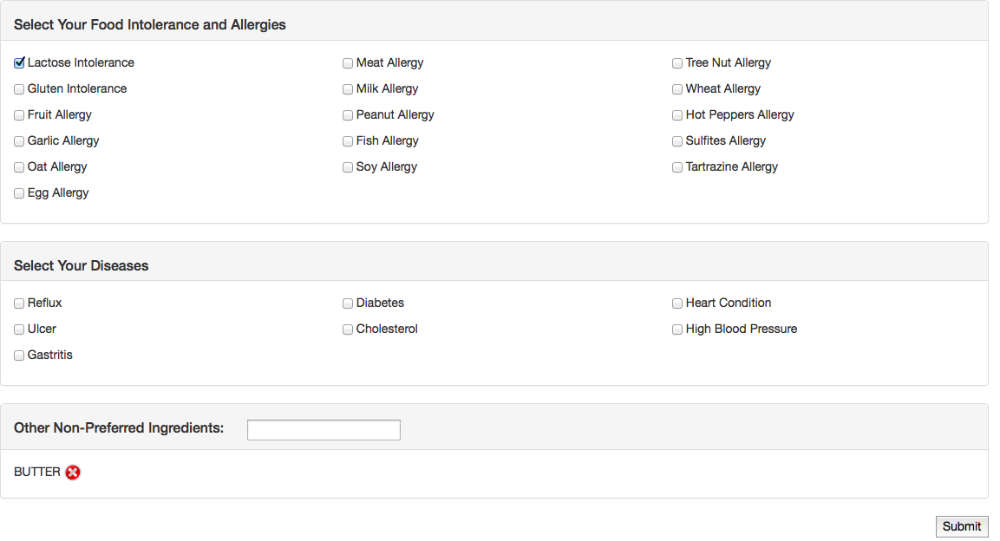 Select Your Food Intolerance and Allergies
Lactose Intolerance Meat Allergy Tree Nut Allergy
Gluten Intolerance Milk Allergy Wheat Allergy
Fruit Allergy Peanut Allergy Hot Peppers Allergy
Garlic Allergy Fish Allergy Sulfites Allergy
Oat Allergy Soy Allergy Tartrazine Allergy
Egg Allergy
Select Your Diseases
Reflux Diabetes Heart Condition
Ulcer Cholesterol High Blood Pressure
Gastritis
Other Non-Preferred Ingredients:
BUTTER
Submit